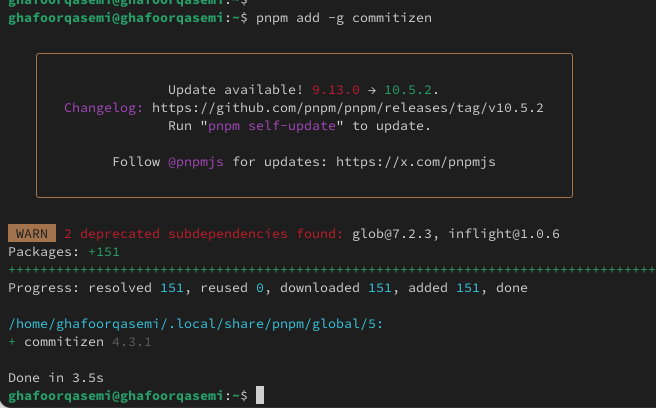 ghafoorqasemi@ghafoorqasemi:~$
ghafoorqasemi@ghafoorqasemi:~$ pnpm add -g commitizen
Update available! 9.13.0 → 10.5.2.
Changelog: https://github.com/pnpm/pnpm/releases/tag/v10.5.2
Run "pnpm self-update" to update.
Follow @pnpmjs for updates: https://x.com/pnpmjs
WARN 2 deprecated subdependencies found: glob@7.2.3, inflight@1.0.6
Packages: +151
+++++++++++++++++++++++++++++++++++++++++++++++++++++++++++++++++++++++++++++++++
Progress: resolved 151, reused 0, downloaded 151, added 151, done
/home/ghafoorqasemi/.local/share/pnpm/global/5:
+ commitizen 4.3.1
Done in 3.5s
ghafoorqasemi@ghafoorqasemi:~$